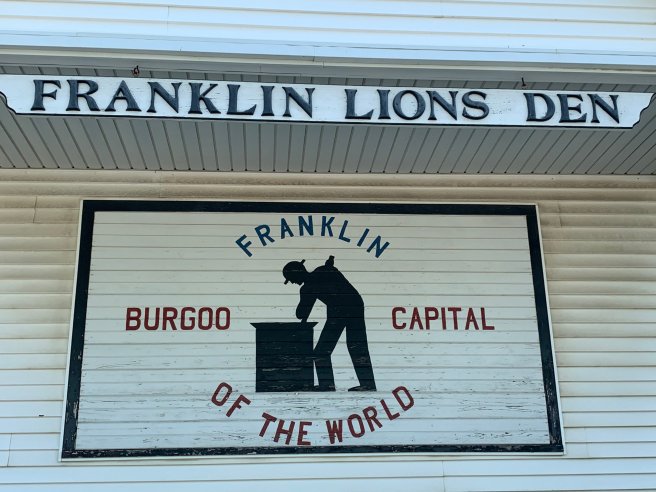 FRANKLIN LIONS DEN
FRANKLIN
BURGOO CAPITAL
OF THE WORLD